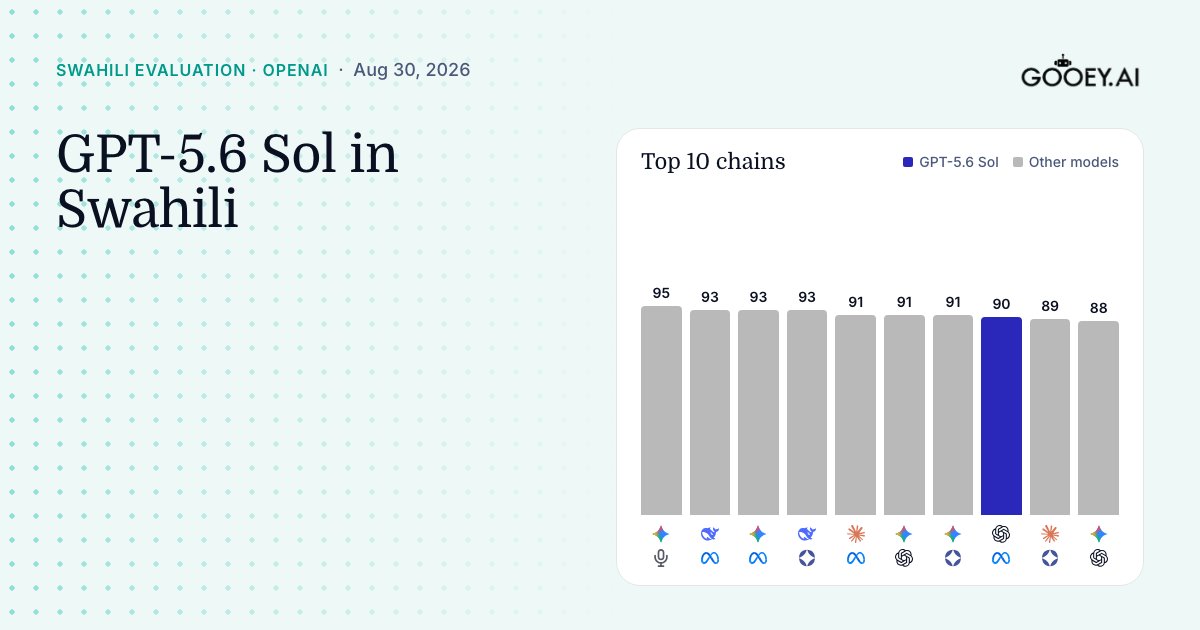 SWAHILI EVALUATION · OPENAI · Aug 30, 2026
GOOEY.AI
GPT-5.6 Sol in
Swahili
Top 10 chains
GPT-5.6 Sol
Other models
95 93 93 93 91 91 91 90 89 88